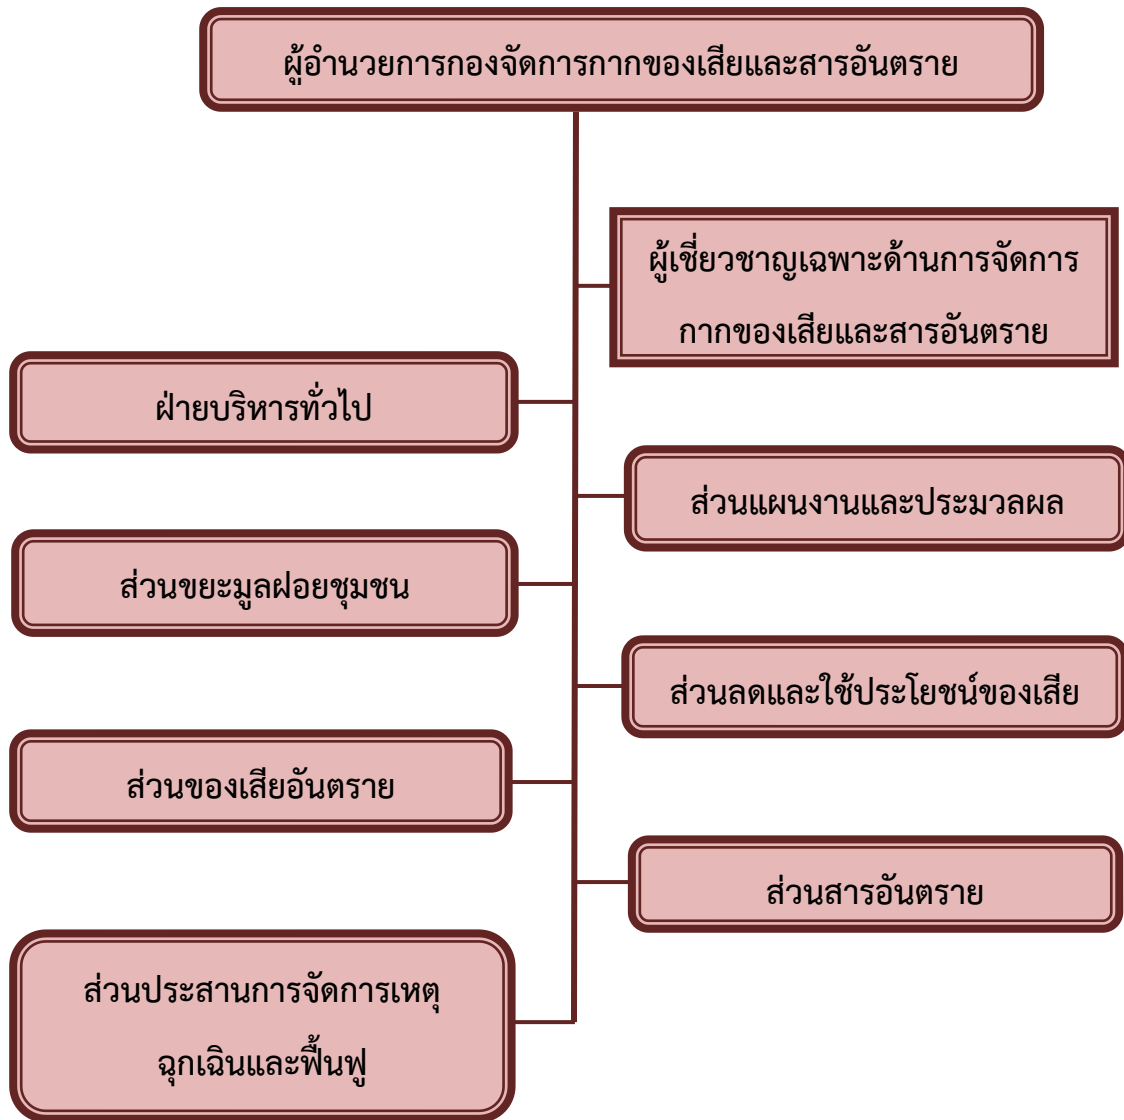 ผู้อำนวยการกองจัดการกากของเสียและสารอันตราย
ผู้เชี่ยวชาญเฉพาะด้านการจัดการ
กากของเสียและสารอันตราย
ฝ่ายบริหารทั่วไป
ส่วนแผนงานและประมวลผล
ส่วนขยะมูลฝอยชุมชน
ส่วนลดและใช้ประโยชน์ของเสีย
ส่วนของเสียอันตราย
ส่วนสารอันตราย
ส่วนประสานการจัดการเหตุ
ฉุกเฉินและฟื้นฟู